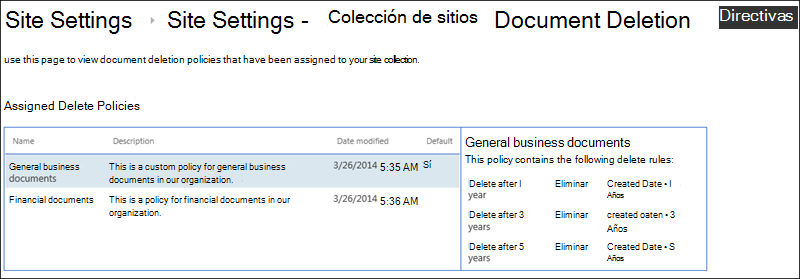 Site Settings ▸ Site Settings - Colección de sitios Document Deletion Directivas
use this page to view document deletion policies that have been assigned to your site collection.
Assigned Delete Policies
Name Description Date modified Default
General business documents This is a custom policy for general business documents in our organization. 3/26/2014 5:35 AM Sí
Financial documents This is a policy for financial documents in our organization. 3/26/2014 5:36 AM
General business documents
This policy contains the following delete rules:
Delete after l year Eliminar Created Date • l Años
Delete after 3 years Eliminar created oaten • 3 Años
Delete after 5 years Eliminar Created Date • S Años